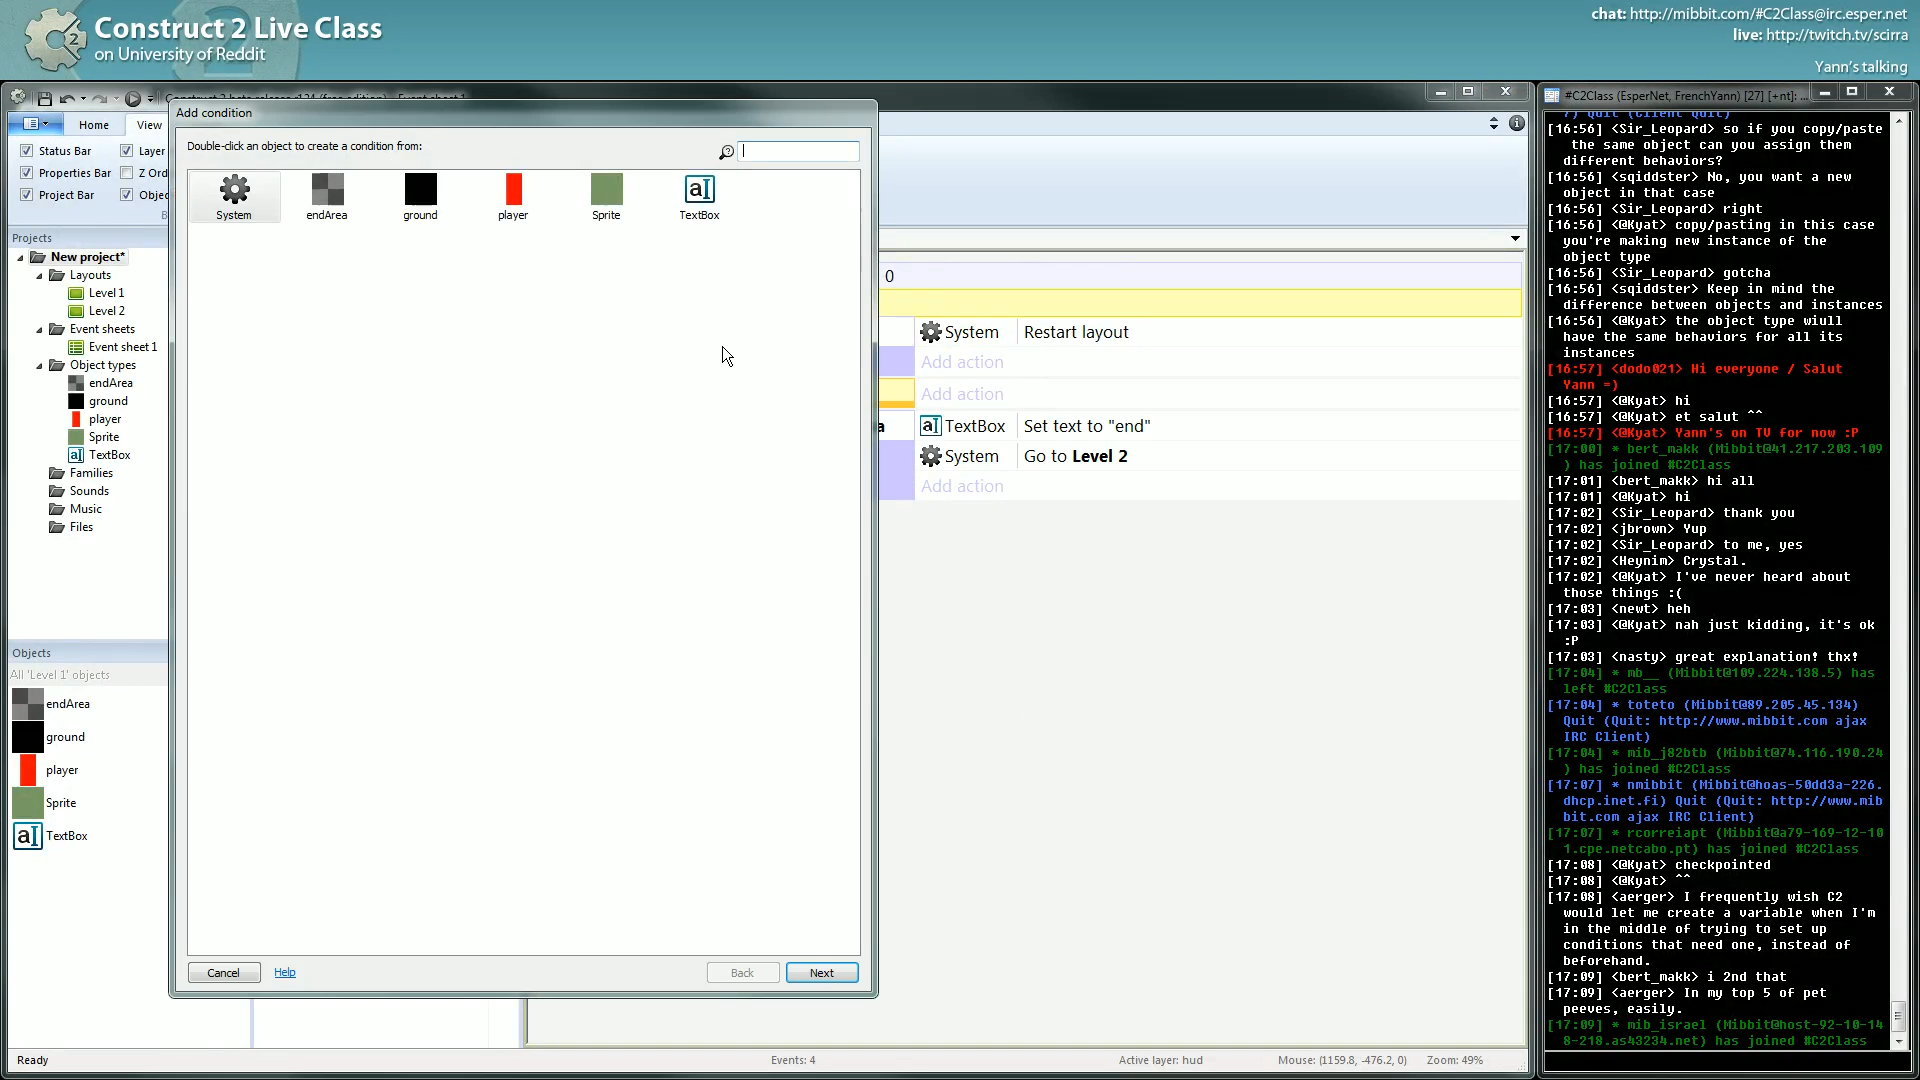 Construct 2 Live Class
on University of Reddit
chat: http://mibbit.com/#C2Class@irc.esper.net
live: http://twitch.tv/scirra
Yann's talking
Add condition
Home
View
Status Bar
Layer
Properties Bar
Z Ord
Project Bar
Objec
Projects
New project*
Layouts
Level 1
Level 2
Event sheets
Event sheet 1
Object types
endArea
ground
player
Sprite
TextBox
Families
Sounds
Music
Files
Objects
All 'Level 1' objects
endArea
ground
player
Sprite
TextBox
Double-click an object to create a condition from:
System
endArea
ground
player
Sprite
TextBox
Cancel
Help
Back
Next
0
System Restart layout
Add action
Add action
a TextBox Set text to "end"
System Go to Level 2
Add action
Ready
Events: 4
Active layer: hud
Mouse: (1159.8, -476.2, 0)
Zoom: 49%
#C2Class (EsperNet, FrenchYann) [27] [+nt]: ...
?) Quit (Client Quit)
[16:56] <Sir_Leopard> so if you copy/paste
the same object can you assign them
different behaviors?
[16:56] <sqiddster> No, you want a new
object in that case
[16:56] <Sir_Leopard> right
[16:56] <@Kyat> copy/pasting in this case
you're making new instance of the
object type
[16:56] <Sir_Leopard> gotcha
[16:56] <sqiddster> Keep in mind the
difference between objects and instances
[16:56] <@Kyat> the object type wiull
have the same behaviors for all its
instances
[16:57] <dodo021> Hi everyone / Salut
Yann =)
[16:57] <@Kyat> hi
[16:57] <@Kyat> et salut ^^
[16:57] <@Kyat> Yann's on TV for now :P
[17:00] * bert_makk (Mibbit@41.217.203.109
) has joined #C2Class
[17:01] <bert_makk> hi all
[17:01] <@Kyat> hi
[17:02] <Sir_Leopard> thank you
[17:02] <jbrown> Yup
[17:02] <Sir_Leopard> to me, yes
[17:02] <Heynim> Crystal.
[17:02] <@Kyat> I've never heard about
those things :(
[17:03] <newt> heh
[17:03] <@Kyat> nah just kidding, it's ok
:P
[17:03] <nasty> great explanation! thx!
[17:04] * mb__ (Mibbit@109.224.138.5) has
left #C2Class
[17:04] * toteto (Mibbit@89.205.45.134)
Quit (Quit: http://www.mibbit.com ajax
IRC Client)
[17:04] * mib_j82btb (Mibbit@74.116.190.24
) has joined #C2Class
[17:07] * nmibbit (Mibbit@hoas-50dd3a-226.
dhcp.inet.fi) Quit (Quit: http://www.mib
bit.com ajax IRC Client)
[17:07] * rcorreiapt (Mibbit@a79-169-12-10
1.cpe.netcabo.pt) has joined #C2Class
[17:08] <@Kyat> checkpointed
[17:08] <@Kyat> ^^
[17:08] <aerger> I frequently wish C2
would let me create a variable when I'm
in the middle of trying to set up
conditions that need one, instead of
beforehand.
[17:09] <bert_makk> i 2nd that
[17:09] <aerger> In my top 5 of pet
peeves, easily.
[17:09] * mib_israel (Mibbit@host-92-10-14
8-218.as43234.net) has joined #C2Class